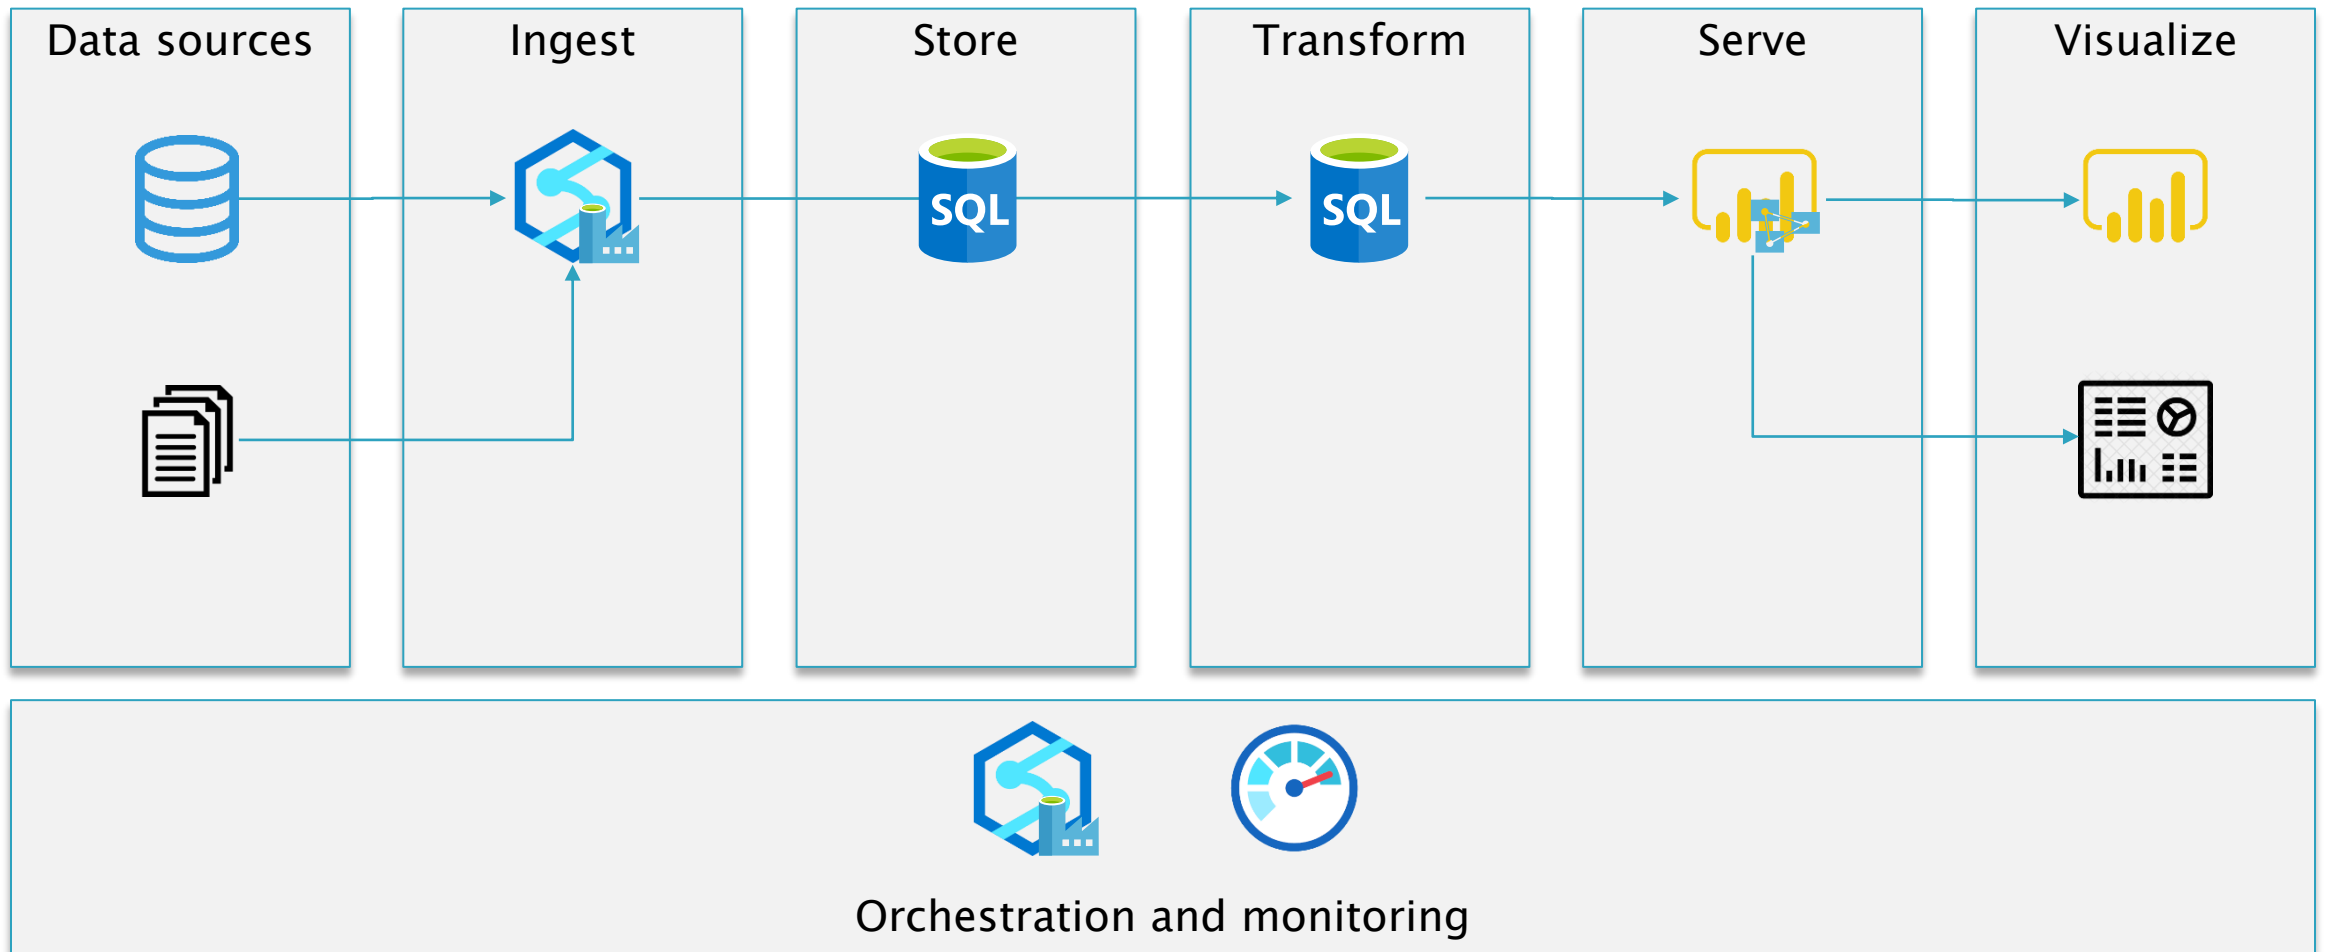 Data sources
Ingest
Store
Transform
Serve
Visualize
SQL
SQL
Orchestration and monitoring